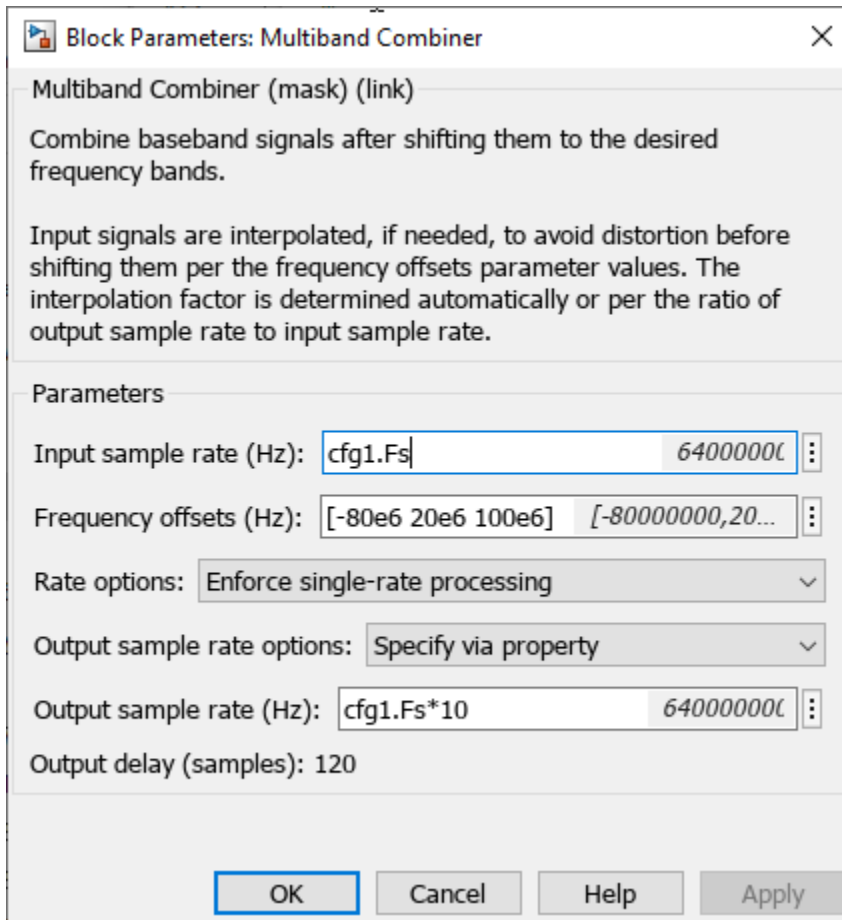 Block Parameters: Multiband Combiner
Multiband Combiner (mask) (link)
Combine baseband signals after shifting them to the desired
frequency bands.
Input signals are interpolated, if needed, to avoid distortion before
shifting them per the frequency offsets parameter values. The
interpolation factor is determined automatically or per the ratio of
output sample rate to input sample rate.
Parameters
Input sample rate (Hz): cfg1.Fs 64000000
Frequency offsets (Hz): [-80e6 20e6 100e6] [-80000000,20...
Rate options: Enforce single-rate processing
Output sample rate options: Specify via property
Output sample rate (Hz): cfg1.Fs*10 640000000
Output delay (samples): 120
OK Cancel Help Apply